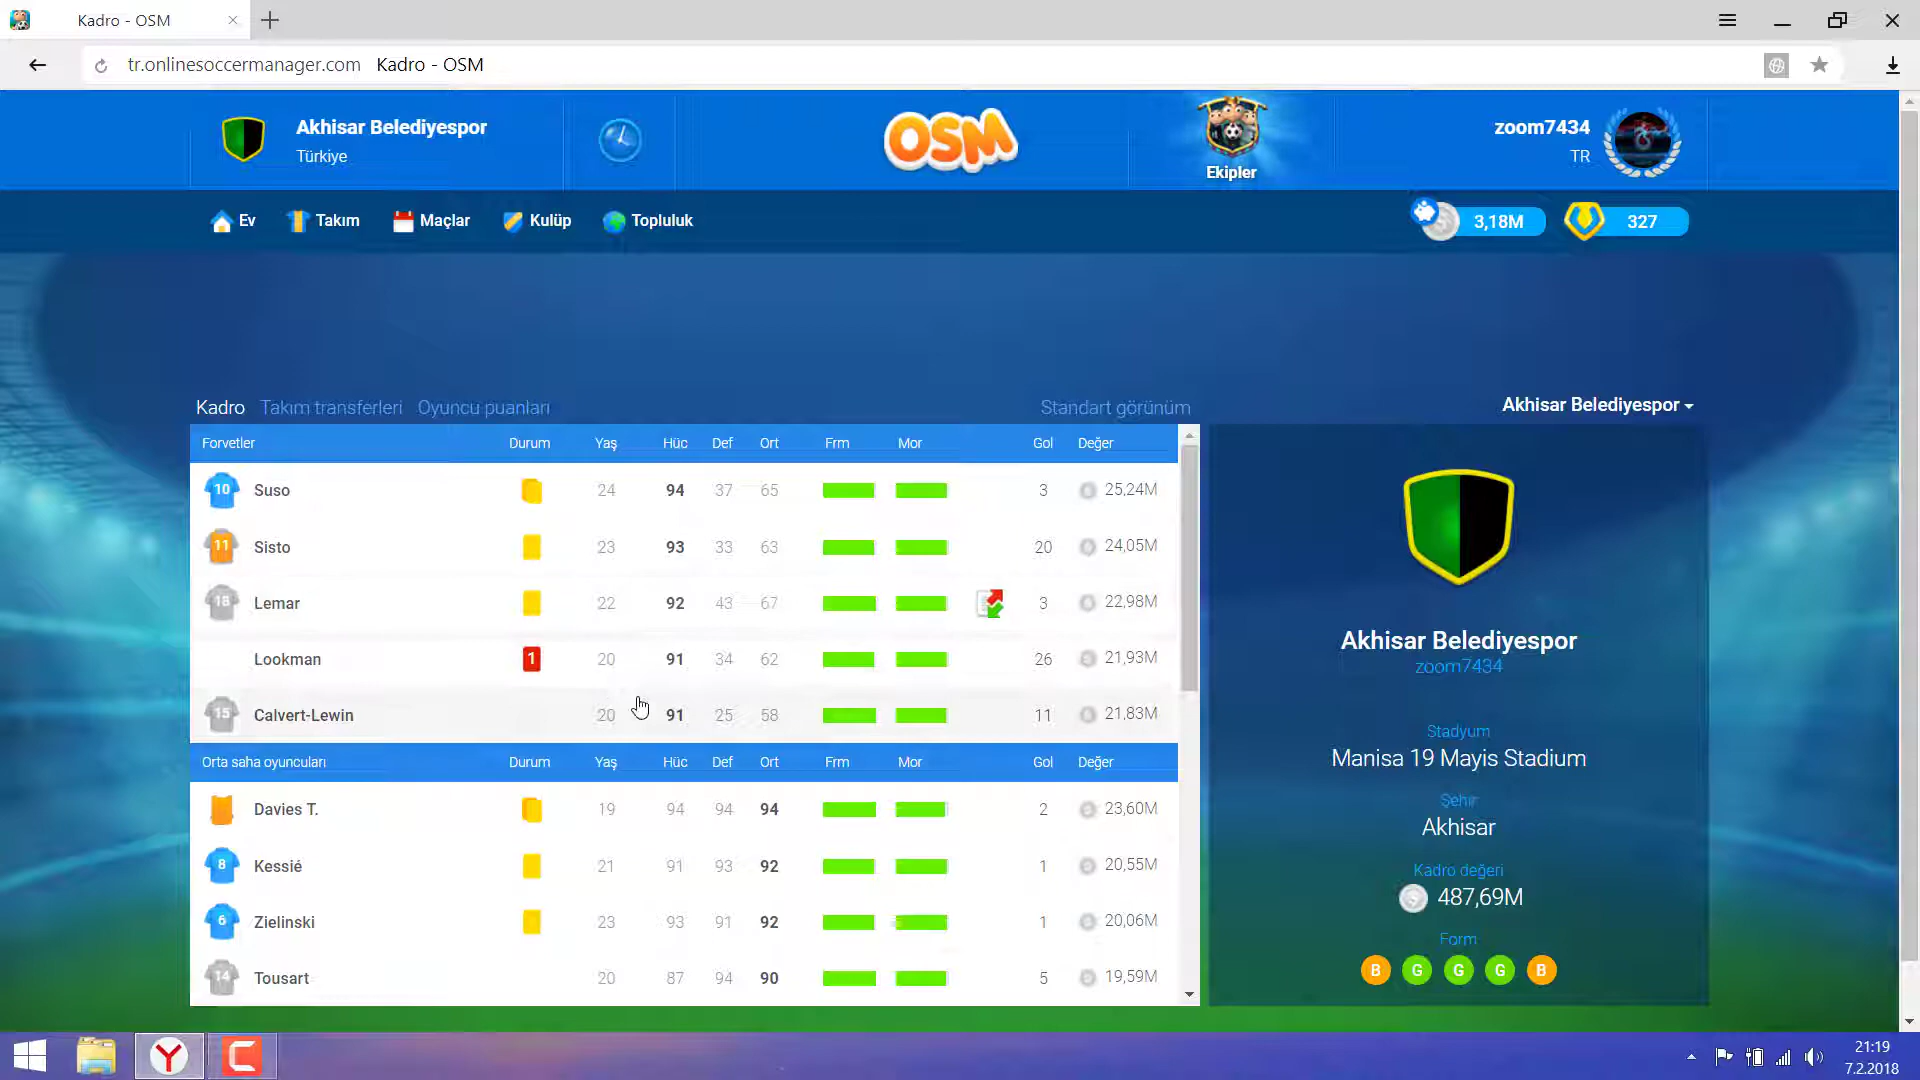 Kadro - OSM
tr.onlinesoccermanager.com Kadro - OSM
Akhisar Belediyespor
Türkiye
OSM
Ekipler
zoom7434
TR
Ev Takım Maçlar Kulüp Topluluk
3,18M 327
Kadro Takım transferleri Oyuncu puanları Standart görünüm
Akhisar Belediyespor
Forvetler Durum Yaş Hüc Def Ort Frm Mor Gol Değer
10 Suso 24 94 37 65 3 25,24M
11 Sisto 23 93 33 63 20 24,05M
18 Lemar 22 92 43 67 3 22,98M
Lookman 1 20 91 34 62 26 21,93M
15 Calvert-Lewin 20 91 25 58 11 21,83M
Orta saha oyuncuları Durum Yaş Hüc Def Ort Frm Mor Gol Değer
Davies T. 19 94 94 94 2 23,60M
8 Kessié 21 91 93 92 1 20,55M
6 Zielinski 23 93 91 92 1 20,06M
14 Tousart 20 87 94 90 5 19,59M
Akhisar Belediyespor
zoom7434
Stadyum
Manisa 19 Mayis Stadium
Şehir
Akhisar
Kadro değeri
487,69M
Form
B G G G B
21:19
7.2.2018